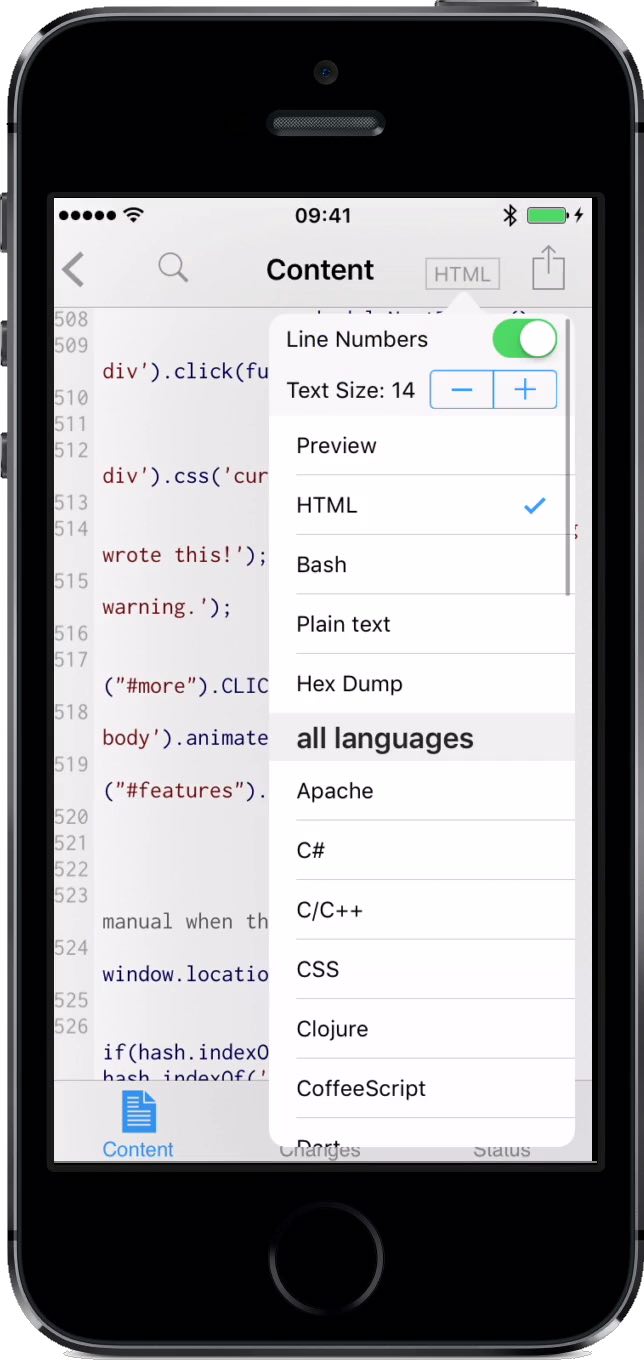 09:41
Content HTML
508
509
div').click(fu
510
511
512
div').css('cur
513
514
wrote this!');
515
warning.');
516
517
("#more").CLIC
518
body').animate
519
("#features").
520
521
522
523
manual when th
524
window.locatio
525
526
if(hash.indexO
hash.indexOf('
Line Numbers
Text Size: 14 − +
Preview
HTML
Bash
Plain text
Hex Dump
all languages
Apache
C#
C/C++
CSS
Clojure
CoffeeScript
Dart
Content Changes Status